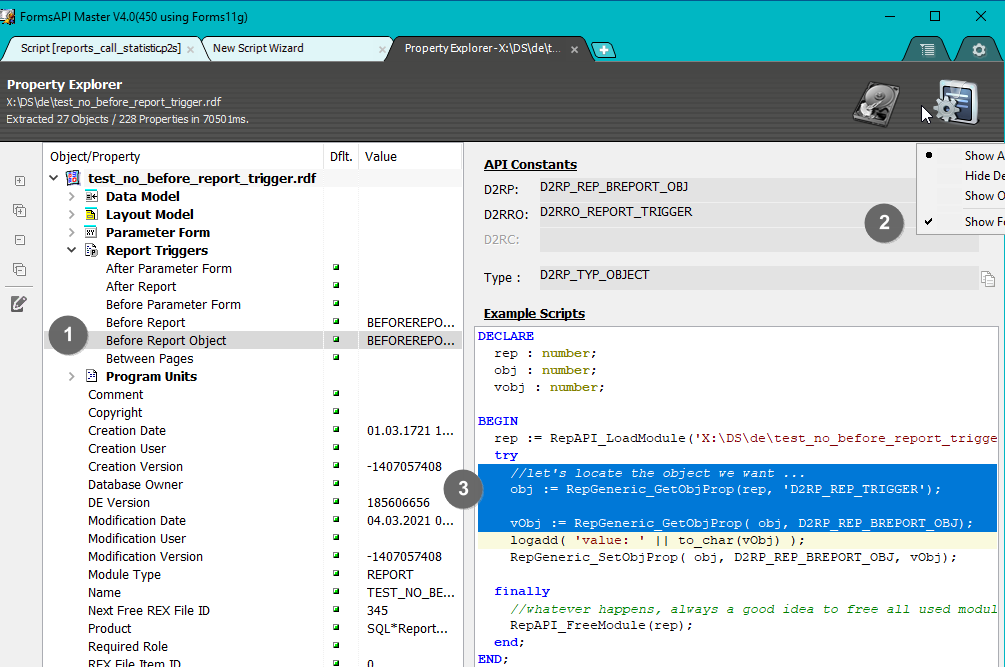 FormsAPI Master V4.0(450 using Forms11g)
Script [reports_call_statistic.p2s]
New Script Wizard
Property Explorer - X:\DS\de\t...
Property Explorer
X:\DS\de\test_no_before_report_trigger.rdf
Extracted 27 Objects / 228 Properties in 70501ms.
Object/Property Dflt. Value
test_no_before_report_trigger.rdf
Data Model
Layout Model
Parameter Form
Report Triggers
After Parameter Form
After Report
Before Parameter Form
Before Report BEFOREREPO...
1
Before Report Object BEFOREREPO...
Between Pages
Program Units
Comment
Copyright
Creation Date 01.03.1721 1...
Creation User
Creation Version -1407057408
Database Owner
DE Version 185606656
Modification Date 04.03.2021 0...
Modification User
Modification Version -1407057408
Module Type REPORT
Name TEST_NO_BE...
Next Free REX File ID 345
Product SQL*Report...
Required Role
REX File Item ID 0
API Constants
D2RP: D2RP_REP_BREPORT_OBJ
D2RRO: D2RRO_REPORT_TRIGGER
D2RC:
Type : D2RP_TYP_OBJECT
Show A
Hide De
Show O
Show Fe
2
Example Scripts
DECLARE
rep : number;
obj : number;
vobj : number;
BEGIN
rep := RepAPI_LoadModule('X:\DS\de\test_no_before_report_trigge
try
//let's locate the object we want ...
3
obj := RepGeneric_GetObjProp(rep, 'D2RP_REP_TRIGGER');
vObj := RepGeneric_GetObjProp( obj, D2RP_REP_BREPORT_OBJ);
logadd( 'value: ' || to_char(vObj) );
RepGeneric_SetObjProp( obj, D2RP_REP_BREPORT_OBJ, vObj);
finally
//whatever happens, always a good idea to free all used modul
RepAPI_FreeModule(rep);
end;
END;